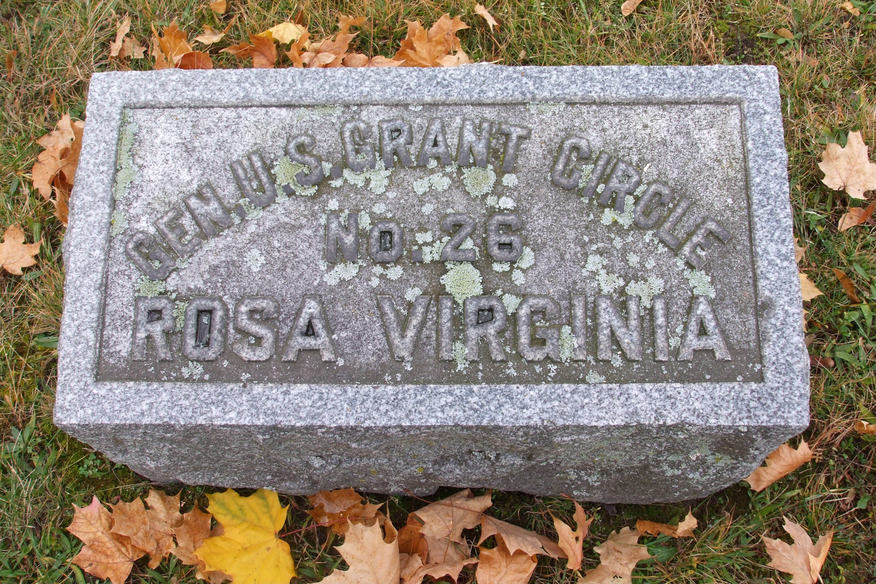 GEN. U.S. GRANT CIRCLE
No. 26
ROSA VIRGINIA